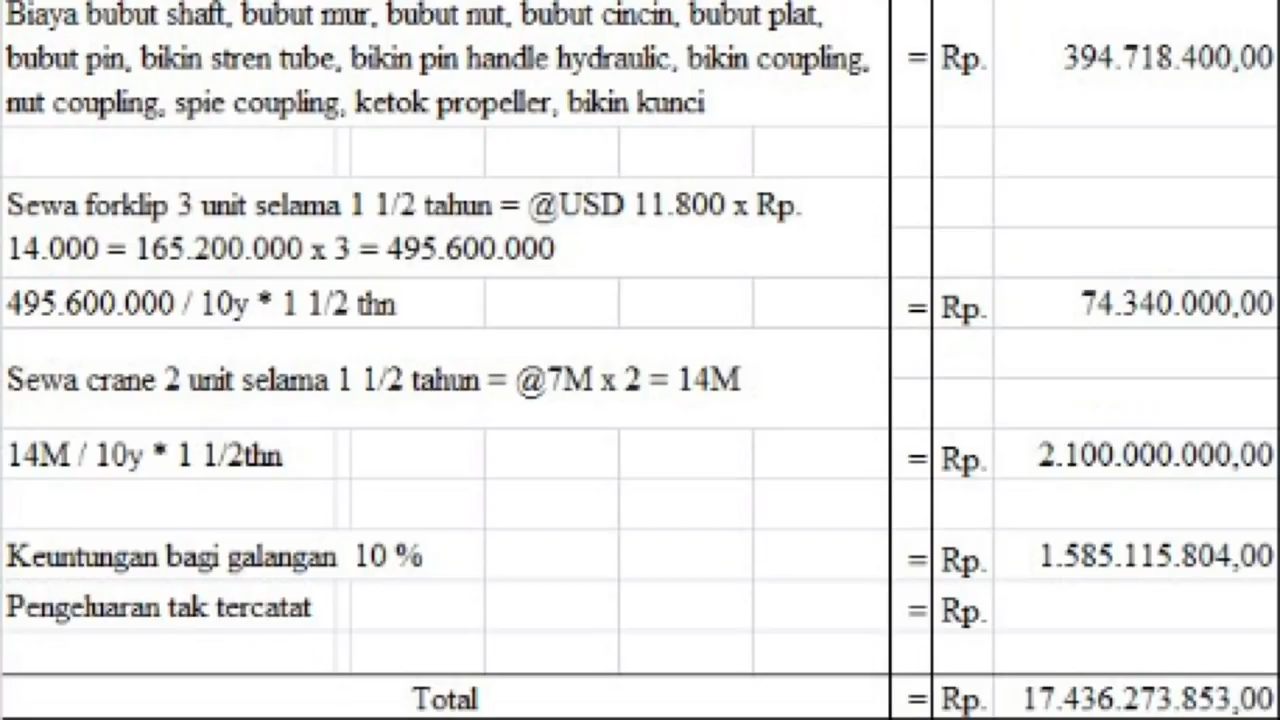 Biaya bubut shaft, bubut mur, bubut nut, bubut cincin, bubut plat,
bubut pin, bikin stren tube, bikin pin handle hydraulic, bikin coupling, = Rp. 394.718.400,00
nut coupling, spie coupling, ketok propeller, bikin kunci
Sewa forklip 3 unit selama 1 1/2 tahun = @USD 11.800 x Rp.
14.000 = 165.200.000 x 3 = 495.600.000
495.600.000 / 10y * 1 1/2 thn = Rp. 74.340.000,00
Sewa crane 2 unit selama 1 1/2 tahun = @7M x 2 = 14M
14M / 10y * 1 1/2thn = Rp. 2.100.000.000,00
Keuntungan bagi galangan 10 % = Rp. 1.585.115.804,00
Pengeluaran tak tercatat = Rp.
Total = Rp. 17.436.273.853,00